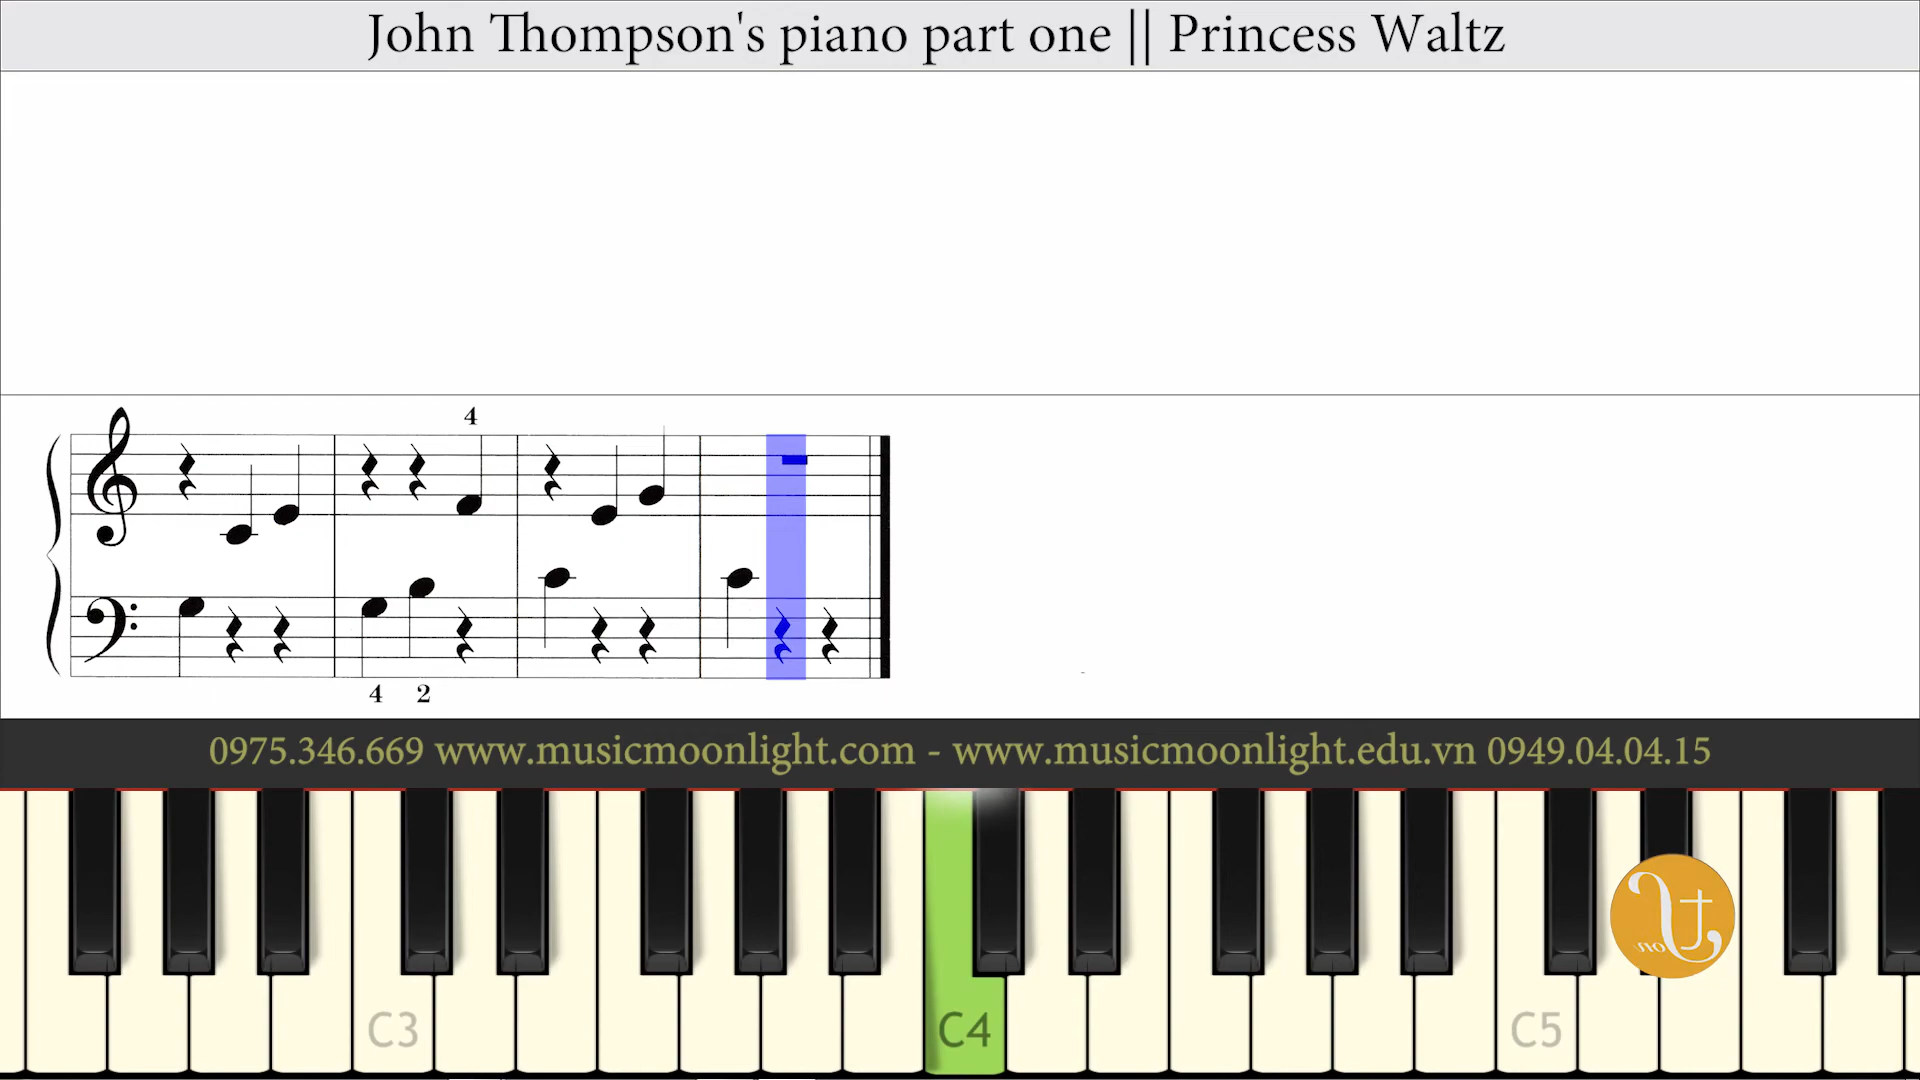 John Thompson's piano part one || Princess Waltz
4
4 2
0975.346.669 www.musicmoonlight.com - www.musicmoonlight.edu.vn 0949.04.04.15
C3 C4 C5